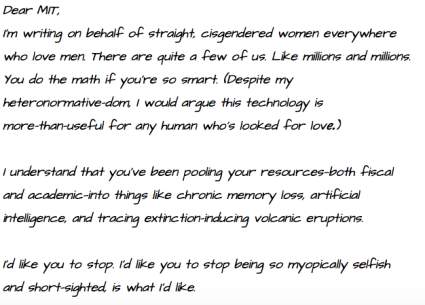 Dear MIT,
I'm writing on behalf of straight, cisgendered women everywhere
who love men. There are quite a few of us. Like millions and millions.
You do the math if you're so smart. (Despite my
heteronormative-dom, I would argue this technology is
more-than-useful for any human who's looked for love.)
I understand that you've been pooling your resources-both fiscal
and academic-into things like chronic memory loss, artificial
intelligence, and tracing extinction-inducing volcanic eruptions.
I'd like you to stop. I'd like you to stop being so myopically selfish
and short-sighted, is what I'd like.